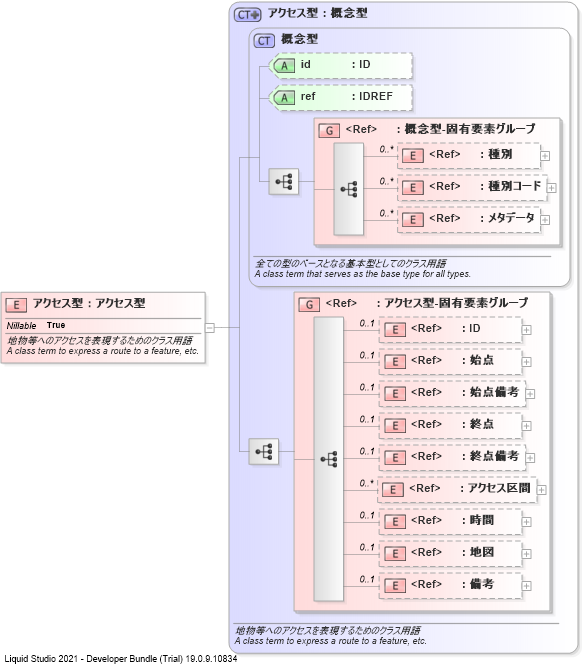 CT アクセス型 : 概念型
CT 概念型
A id : ID
A ref : IDREF
G <Ref> : 概念型-固有要素グループ
0..* E <Ref> : 種別
0..* E <Ref> : 種別コード
0..* E <Ref> : メタデータ
全ての型のベースとなる基本型としてのクラス用語
A class term that serves as the base type for all types.
E アクセス型 : アクセス型
Nillable True
地物等へのアクセスを表現するためのクラス用語
A class term to express a route to a feature, etc.
G <Ref> : アクセス型-固有要素グループ
0..1 E <Ref> : ID
0..1 E <Ref> : 始点
0..1 E <Ref> : 始点備考
0..1 E <Ref> : 終点
0..1 E <Ref> : 終点備考
0..* E <Ref> : アクセス区間
0..1 E <Ref> : 時間
0..1 E <Ref> : 地図
0..1 E <Ref> : 備考
地物等へのアクセスを表現するためのクラス用語
A class term to express a route to a feature, etc.
Liquid Studio 2021 - Developer Bundle (Trial) 19.0.9.10834